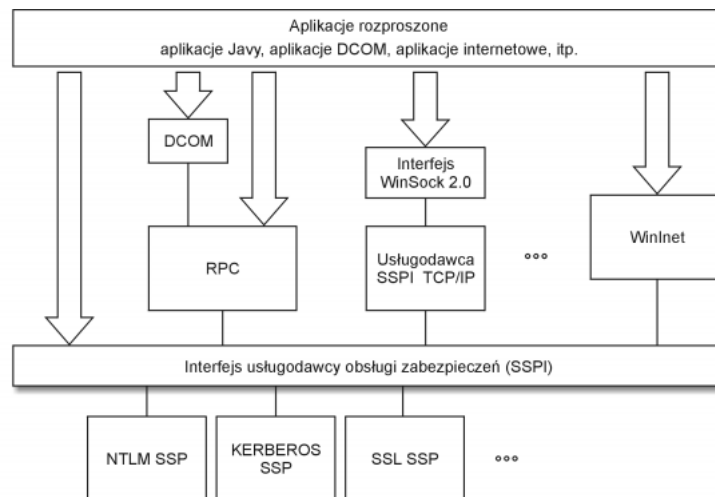 Aplikacje rozproszone
aplikacje Javy, aplikacje DCOM, aplikacje internetowe, itp.
DCOM
Interfejs
WinSock 2.0
RPC
Usługodawca
SSPI TCP/IP
WinInet
Interfejs usługodawcy obsługi zabezpieczeń (SSPI)
NTLM SSP
KERBEROS
SSP
SSL SSP